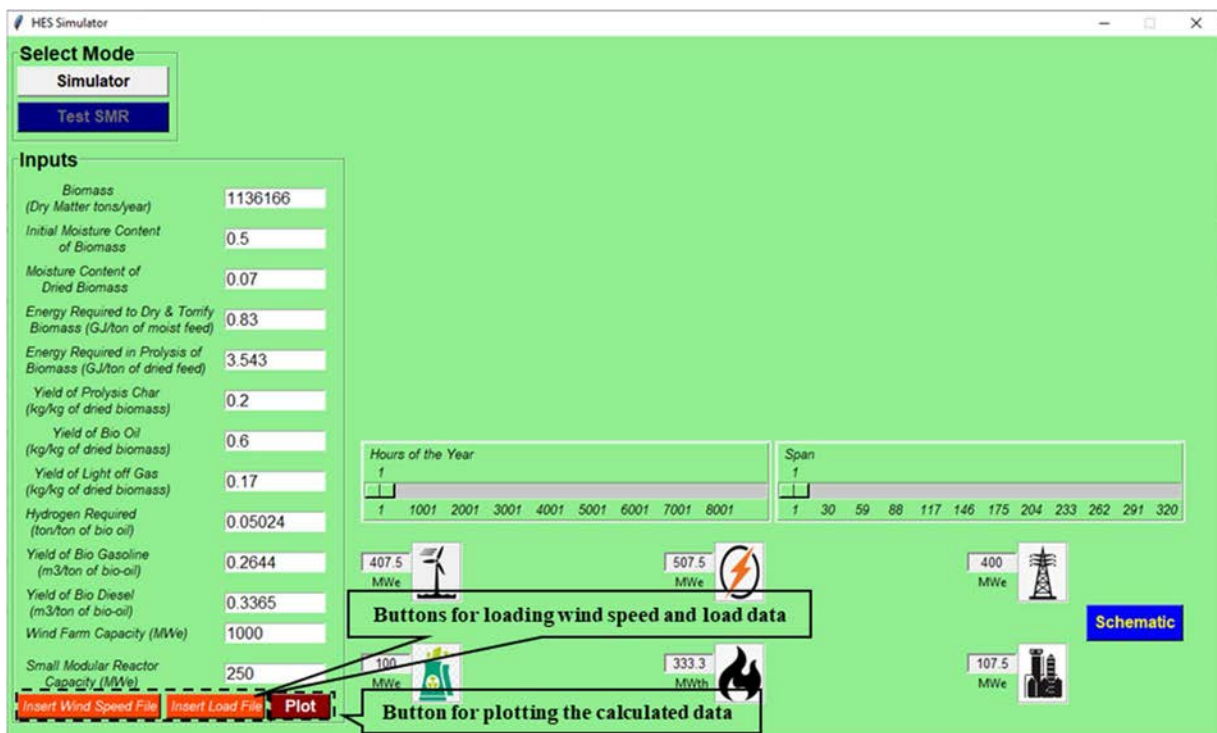 HES Simulator
Select Mode
Simulator
Test SMR
Inputs
Biomass
(Dry Matter tons/year)
1136166
Initial Moisture Content
of Biomass
0.5
Moisture Content of
Dried Biomass
0.07
Energy Required to Dry & Torrify
Biomass (GJ/ton of moist feed)
0.83
Energy Required in Prolysis of
Biomass (GJ/ton of dried feed)
3.543
Yield of Prolysis Char
(kg/kg of dried biomass)
0.2
Yield of Bio Oil
(kg/kg of dried biomass)
0.6
Yield of Light off Gas
(kg/kg of dried biomass)
0.17
Hydrogen Required
(ton/ton of bio oil)
0.05024
Yield of Bio Gasoline
(m3/ton of bio-oil)
0.2644
Yield of Bio Diesel
(m3/ton of bio-oil)
0.3365
Wind Farm Capacity (MWe)
1000
Small Modular Reactor
Capacity (MWe)
250
Insert Wind Speed File Insert Load File Plot
Hours of the Year
1
1 1001 2001 3001 4001 5001 6001 7001 8001
Span
1
1 30 59 88 117 146 175 204 233 262 291 320
407.5
MWe
507.5
MWe
400
MWe
Buttons for loading wind speed and load data
Schematic
100
MWe
333.3
MWth
107.5
MWe
Button for plotting the calculated data